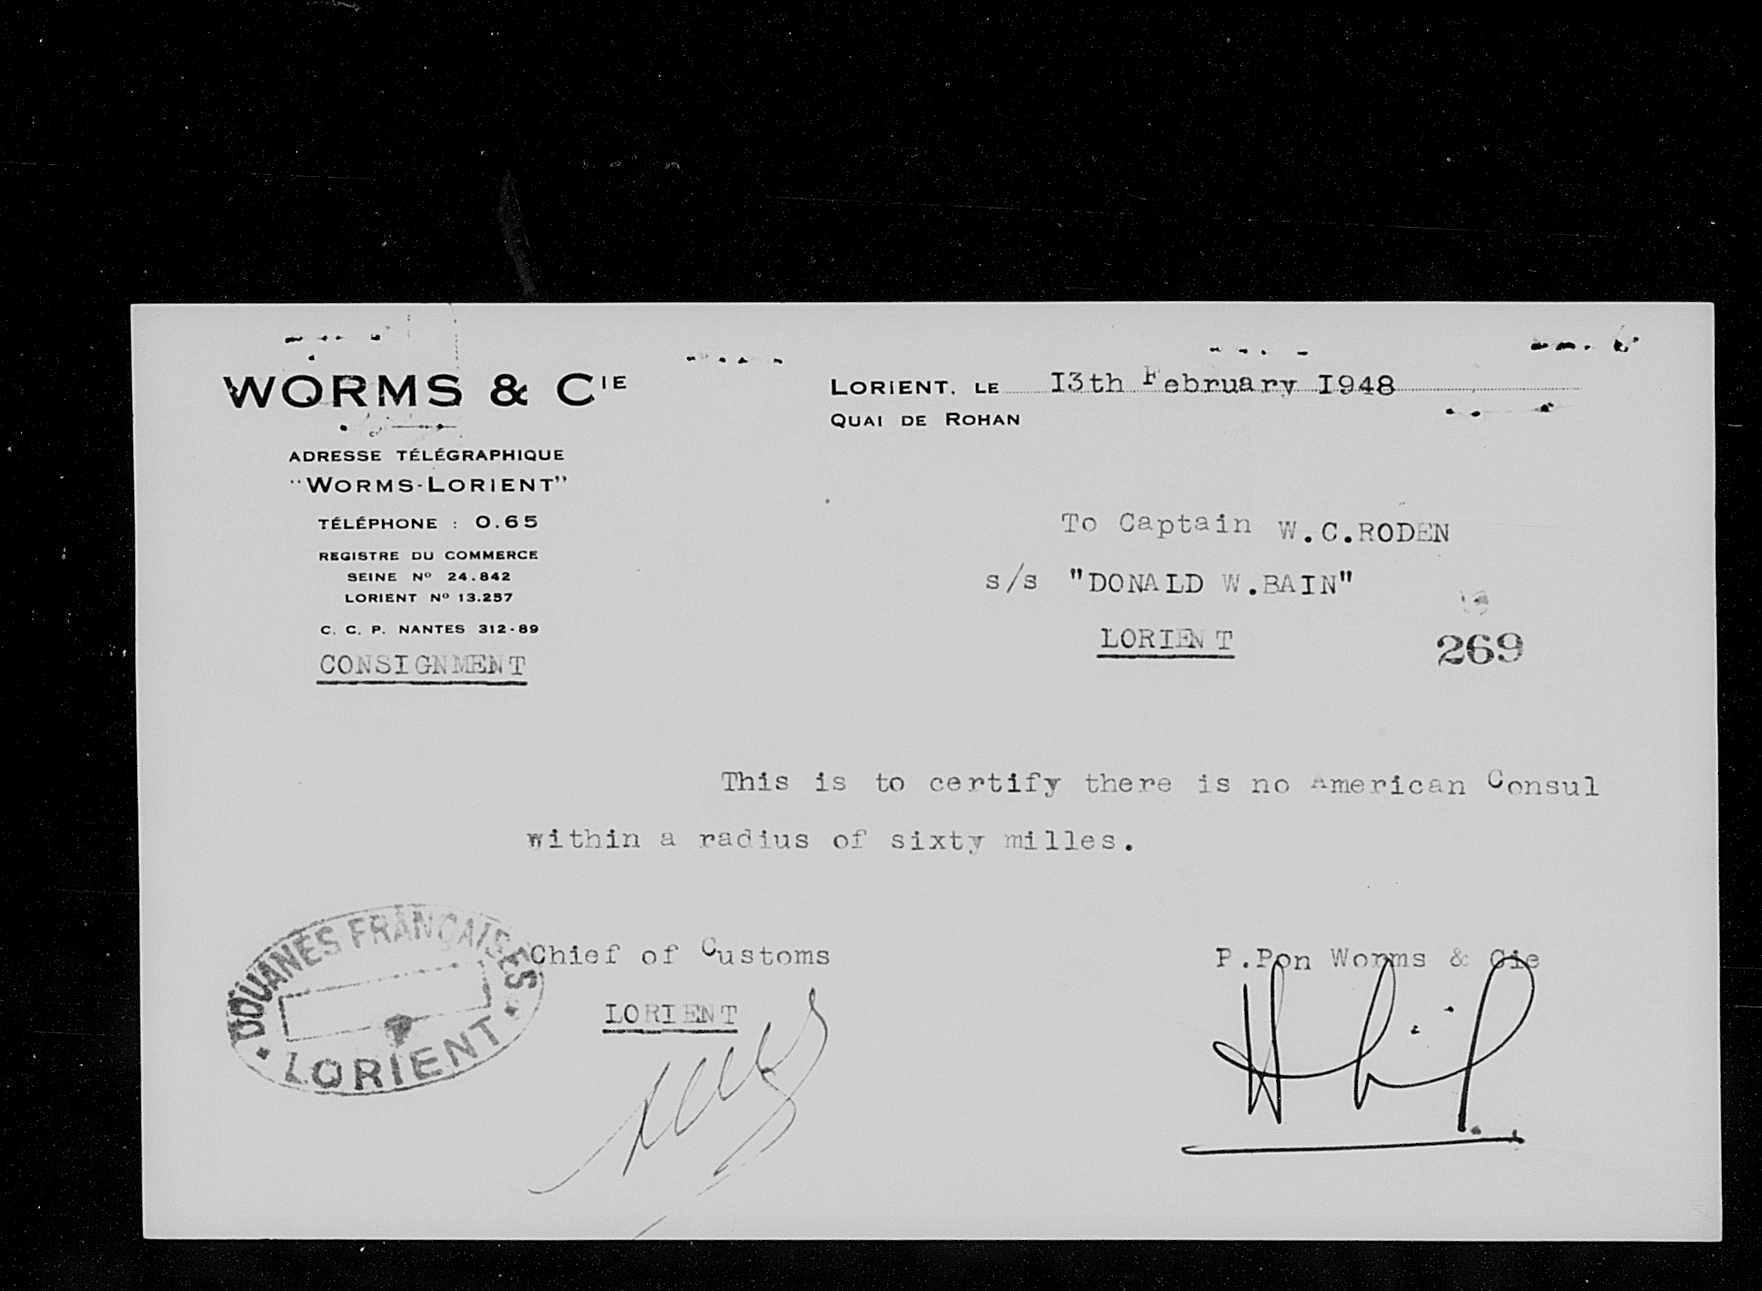 WORMS & CIE
ADRESSE TÉLÉGRAPHIQUE
"WORMS-LORIENT"
TÉLÉPHONE : 0.65
REGISTRE DU COMMERCE
SEINE No 24.842
LORIENT No 13.257
C. C. P. NANTES 312-89
CONSIGNMENT
LORIENT, LE 13th February 1948
QUAI DE ROHAN
To Captain W.C.RODEN
s/s "DONALD W.BAIN"
LORIENT
269
This is to certify there is no American Consul
within a radius of sixty milles.
DOUANES FRANÇAISES
LORIENT
Chief of Customs
LORIENT
P.Pon Worms & Cie